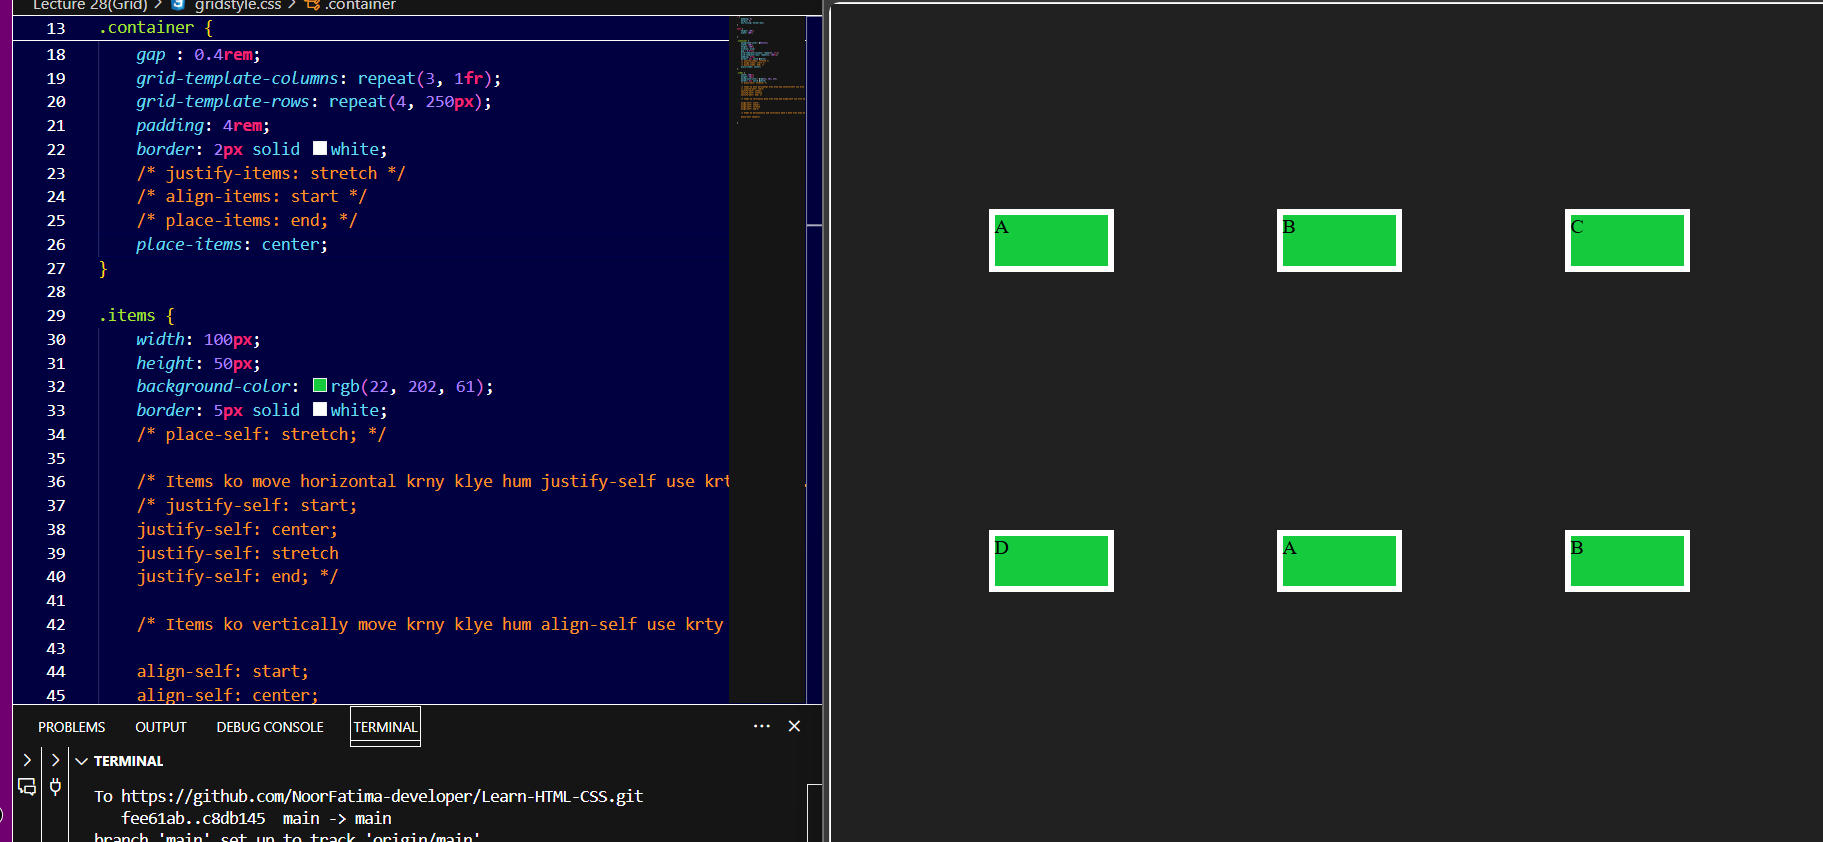 Lecture 28(Grid) > gridstyle.css > .container
13 .container {
18 gap : 0.4rem;
19 grid-template-columns: repeat(3, 1fr);
20 grid-template-rows: repeat(4, 250px);
21 padding: 4rem;
22 border: 2px solid white;
23 /* justify-items: stretch */
24 /* align-items: start */
25 /* place-items: end; */
26 place-items: center;
27 }
28
29 .items {
30 width: 100px;
31 height: 50px;
32 background-color: rgb(22, 202, 61);
33 border: 5px solid white;
34 /* place-self: stretch; */
35
36 /* Items ko move horizontal krny klye hum justify-self use krt
37 /* justify-self: start;
38 justify-self: center;
39 justify-self: stretch
40 justify-self: end; */
41
42 /* Items ko vertically move krny klye hum align-self use krty
43
44 align-self: start;
45 align-self: center;
PROBLEMS OUTPUT DEBUG CONSOLE TERMINAL
TERMINAL
To https://github.com/NoorFatima-developer/Learn-HTML-CSS.git
fee61ab..c8db145 main -> main
branch 'main' set up to track 'origin/main'
A B C
D A B